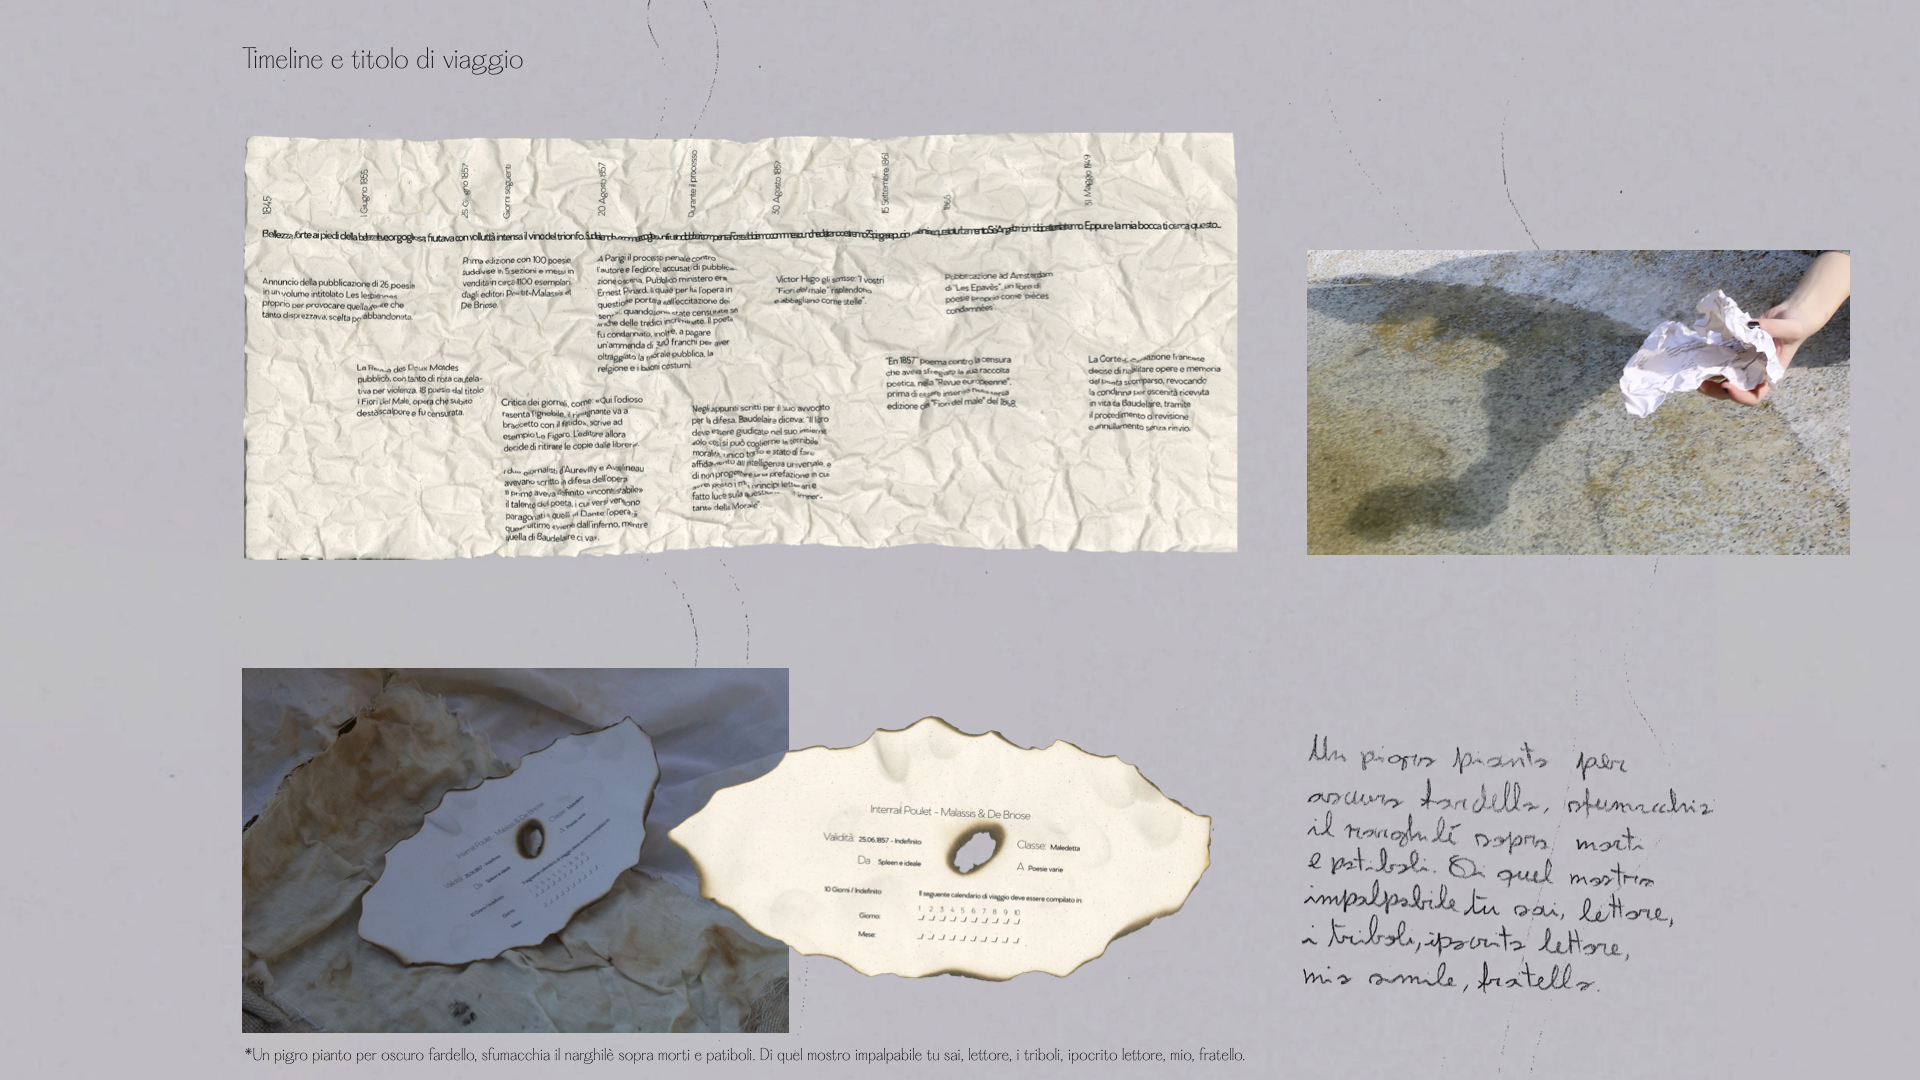 Timeline e titolo di viaggio
1845
1 Giugno 1855
25 Giugno 1857
Giorni seguenti
20 Agosto 1857
Durante il processo
30 Agosto 1857
15 Settembre 1861
1866
31 Maggio 1949
Bellezza, forte ai piedi della orgogliosa, fiutava con voluttà intensa il vino del trionfo. Eppure la mia bocca ti cerca, questo...
Annuncio della pubblicazione di 26 poesie
in un volume intitolato Les lesbiennes
proprio per provocare quella che
tanto disprezzava, scelta poi abbandonata.
La des Deux Mondes
pubblicò, con tanto di nota cautela-
tiva per violenza, 18 poesie dal titolo
I Fiori del Male, opera che subito
destò scalpore e fu censurata.
Prima edizione con 100 poesie,
suddivise in 5 sezioni e messi in
vendita in circa 1100 esemplari,
dagli editori Poulet-Malassis et
De Briose.
Critica dei giornali, come: «Qui l'odioso
rasenta l'ignobile, il ripugnante va a
braccetto con il fetido», scrive ad
esempio Le Figaro. L'editore allora
decide di ritirare le copie dalle librerie.
I due giornalisti d'Aurevilly e Asselineau
avevano scritto in difesa dell'opera.
Il primo aveva definito «incontestabile»
il talento del poeta, i cui versi vengono
paragonati a quelli di Dante l'opera di
quest'ultimo «viene dall'inferno, mentre
quella di Baudelaire ci va».
A Parigi il processo penale contro
l'autore e l'editore, accusati di pubblica-
zione oscena. Pubblico ministero era
Ernest Pinard, il quale per lui l'opera in
questione portava all'eccitazione dei
sensi, quando sono state censurate sei
anche delle tredici incriminate. Il poeta
fu condannato, inoltre, a pagare
un'ammenda di 320 franchi per aver
oltraggiato la morale pubblica, la
religione e i buoni costumi.
Negli appunti scritti per il suo avvocato
per la difesa, Baudelaire diceva: "Il libro
deve essere giudicato nel suo insieme
solo così si può coglierne la terribile
moralità, unico torto e stato di fare
affidamento all'intelligenza universale, e
di non progettare una prefazione in cui
avrei posto i miei principi letterari e
fatto luce sulla questione impor-
tante della Morale".
Victor Hugo gli scrisse: "I vostri
"Fiori del male" risplendono
e abbagliano come stelle".
"En 1857" poema contro la censura
che aveva sfregiato la sua raccolta
poetica, nella "Revue européenne",
prima di essere inserito nella terza
edizione de "Fiori del male" del 1868.
Pubblicazione ad Amsterdam
di "Les Epavès", un libro di
poesie proprio come "pièces
condamnées".
La Corte di cassazione francese
decise di riabilitare opere e memoria
del poeta scomparso, revocando
la condanna per oscenità ricevuta
in vita da Baudelaire, tramite
il procedimento di revisione
e annullamento senza rinvio.
Interrail Poulet - Malassis & De Briose
Validità: 25.06.1857 - Indefinito
Classe: Maledetta
Da Spleen e ideale
A Poesie varie
10 Giorni / Indefinito
Il seguente calendario di viaggio deve essere compilato in:
1 2 3 4 5 6 7 8 9 10
Giorno:
Mese:
Un pigro pianto per
oscuro fardello, sfumacchia
il narghilè sopra morti
e patiboli. Di quel mostro
impalpabile tu sai, lettore,
i triboli, ipocrita lettore,
mio simile, fratello.
*Un pigro pianto per oscuro fardello, sfumacchia il narghilè sopra morti e patiboli. Di quel mostro impalpabile tu sai, lettore, i triboli, ipocrito lettore, mio, fratello.